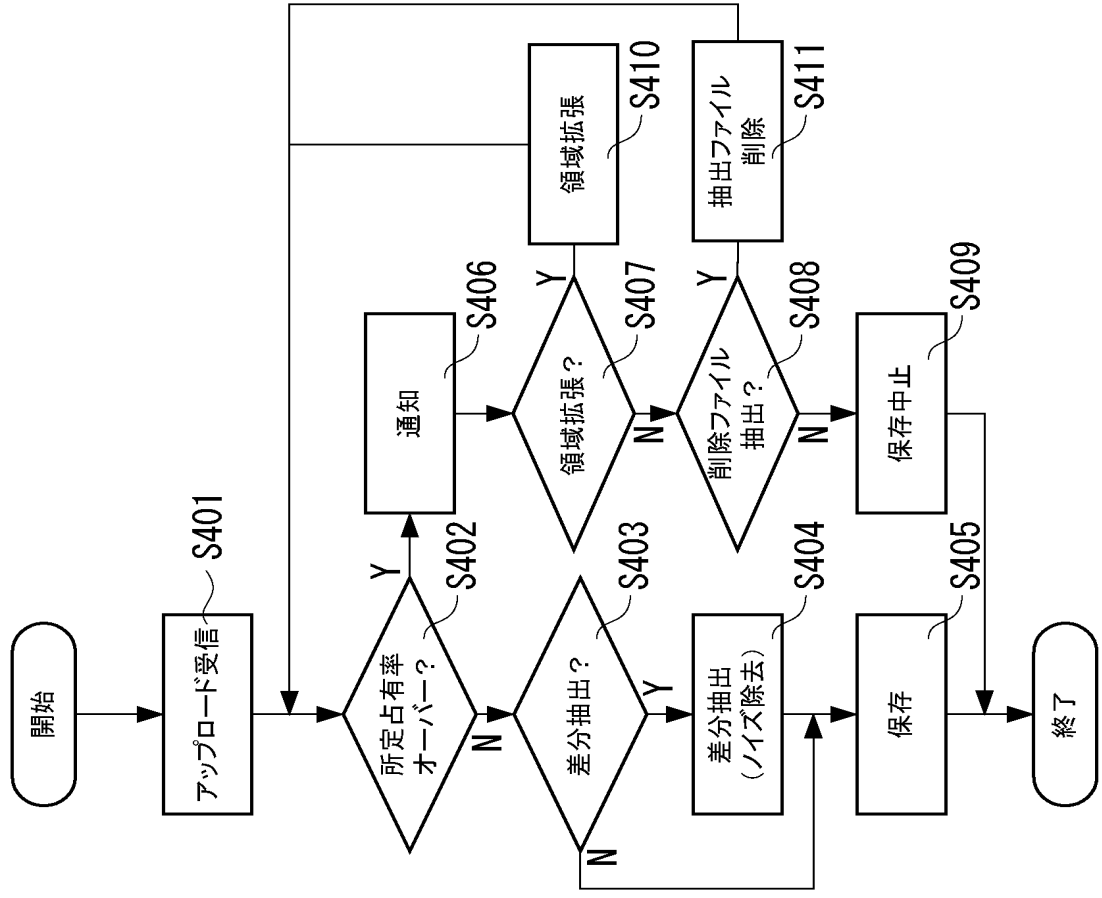 開始
アップロード受信
S401
所定占有率
オーバー?
S402
Y
N
差分抽出?
S403
Y
N
差分抽出
(ノイズ除去)
S404
保存
S405
終了
通知
S406
領域拡張?
S407
Y
N
削除ファイル
抽出?
S408
Y
N
保存中止
S409
領域拡張
S410
抽出ファイル
削除
S411